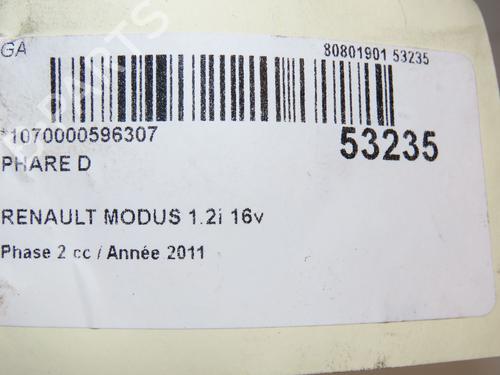 GA 80801901 53235
*1070000596307 53235
PHARE D
RENAULT MODUS 1.2i 16v
Phase 2 cc / Année 2011